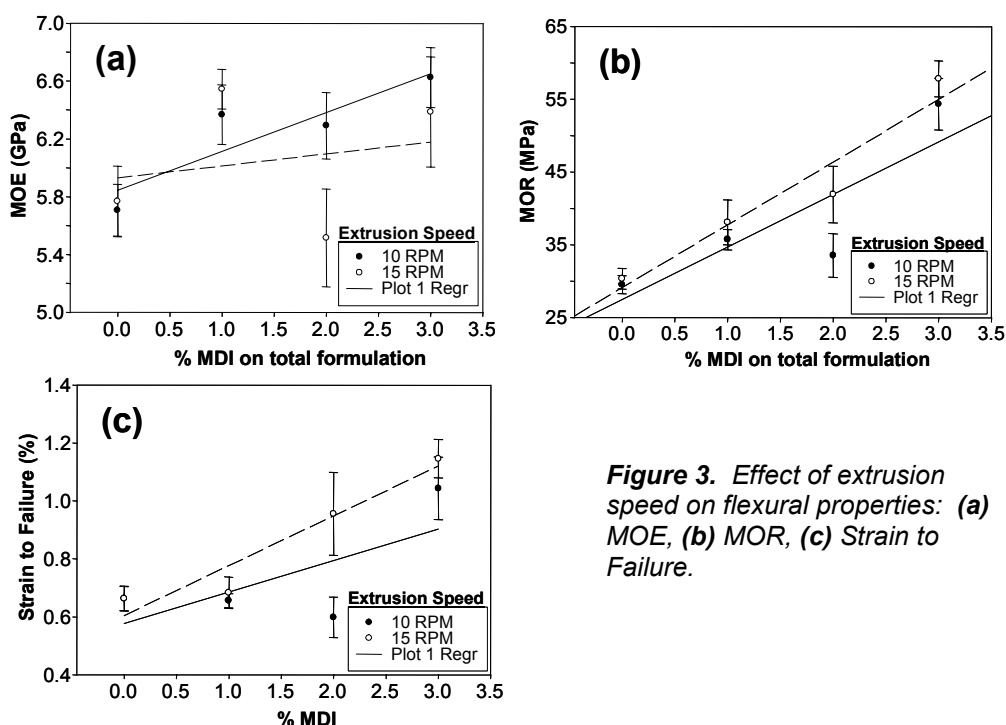 (a)
MOE (GPa)
7.0
6.6
6.2
5.8
5.4
5.0
0.0 0.5 1.0 1.5 2.0 2.5 3.0 3.5
% MDI on total formulation
Extrusion Speed
10 RPM
15 RPM
Plot 1 Regr
(b)
MOR (MPa)
65
55
45
35
25
0.0 0.5 1.0 1.5 2.0 2.5 3.0 3.5
% MDI on total formulation
Extrusion Speed
10 RPM
15 RPM
Plot 1 Regr
(c)
Strain to Failure (%)
1.4
1.2
1.0
0.8
0.6
0.4
0.0 0.5 1.0 1.5 2.0 2.5 3.0 3.5
% MDI
Extrusion Speed
10 RPM
15 RPM
Plot 1 Regr
Figure 3. Effect of extrusion
speed on flexural properties: (a)
MOE, (b) MOR, (c) Strain to
Failure.